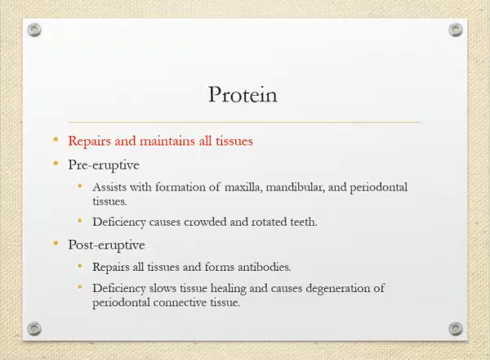 Protein
Repairs and maintains all tissues
Pre-eruptive
Assists with formation of maxilla, mandibular, and periodontal
tissues.
Deficiency causes crowded and rotated teeth.
Post-eruptive
Repairs all tissues and forms antibodies.
Deficiency slows tissue healing and causes degeneration of
periodontal connective tissue.